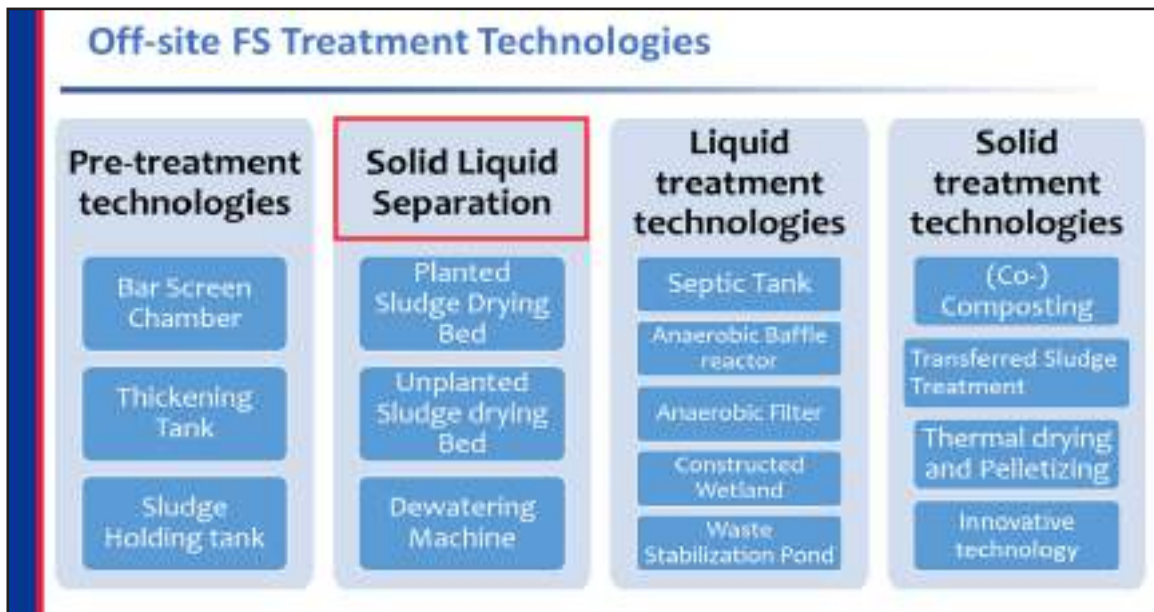 Off-site FS Treatment Technologies
Pre-treatment
technologies
Bar Screen
Chamber
Thickening
Tank
Sludge
Holding tank
Solid Liquid
Separation
Planted
Sludge Drying
Bed
Unplanted
Sludge drying
Bed
Dewatering
Machine
Liquid
treatment
technologies
Septic Tank
Anaerobic Baffle
reactor
Anaerobic Filter
Constructed
Wetland
Waste
Stabilization Pond
Solid
treatment
technologies
(Co-)
Composting
Transferred Sludge
Treatment
Thermal drying
and Pelletizing
Innovative
technology